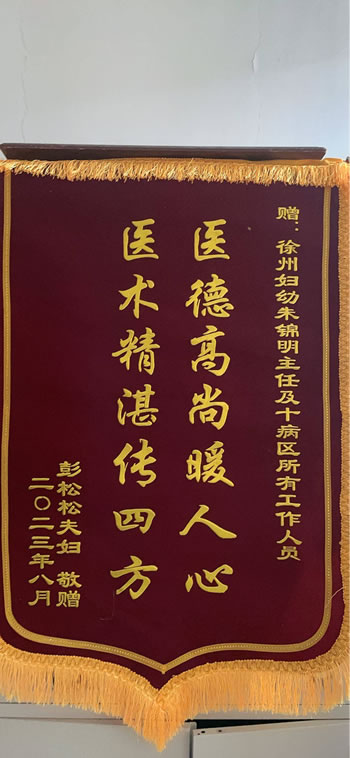 赠：徐州妇幼朱锦明主任及十病区所有工作人员
医德高尚暖人心
医术精湛传四方
彭松松夫妇 敬赠
二〇二三年八月